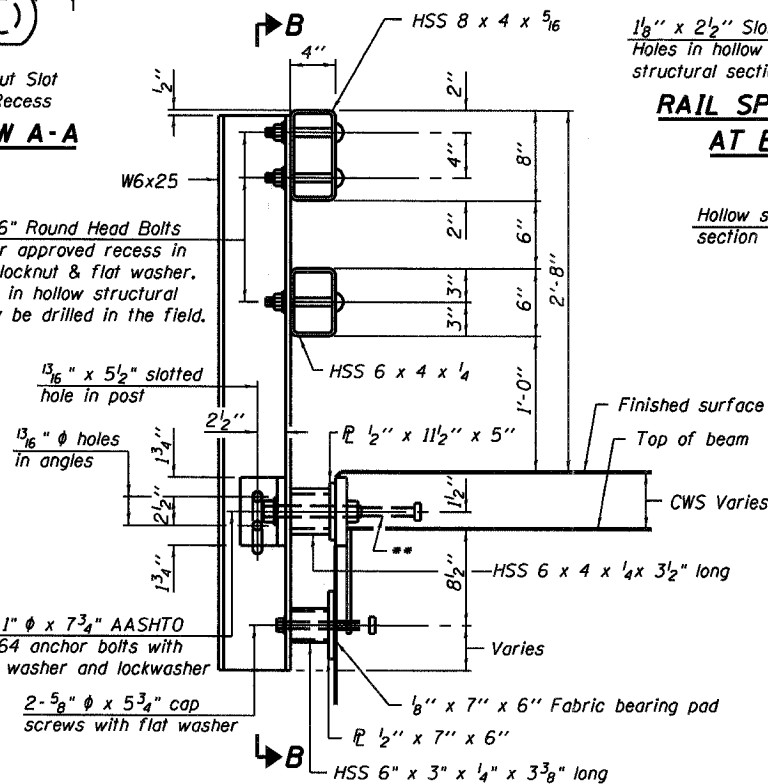 B
HSS 8 x 4 x 5/16
1 1/8" x 2 1/2" Slo
Holes in hollow
structural secti
RAIL SP
AT E
ut Slot
Recess
W A-A
1/2"
4"
2"
4"
2"
8"
6"
6"
3"
3"
2'-8"
1'-0"
W6x25
Hollow s
section
6" Round Head Bolts
r approved recess in
locknut & flat washer.
in hollow structural
y be drilled in the field.
HSS 6 x 4 x 1/4
13/16" x 5 1/2" slotted
hole in post
2 1/2"
℄ 1/2" x 11 1/2" x 5"
Finished surface
Top of beam
13/16" φ holes
in angles
1 3/4"
2 1/2"
1 3/4"
1 1/2"
CWS Varies
**
8 1/2"
HSS 6 x 4 x 1/4 x 3 1/2" long
1" φ x 7 3/4" AASHTO
64 anchor bolts with
washer and lockwasher
Varies
2-5/8" φ x 5 3/4" cap
screws with flat washer
1/8" x 7" x 6" Fabric bearing pad
℄ 1/2" x 7" x 6"
B
HSS 6" x 3" x 1/4" x 3 3/8" long